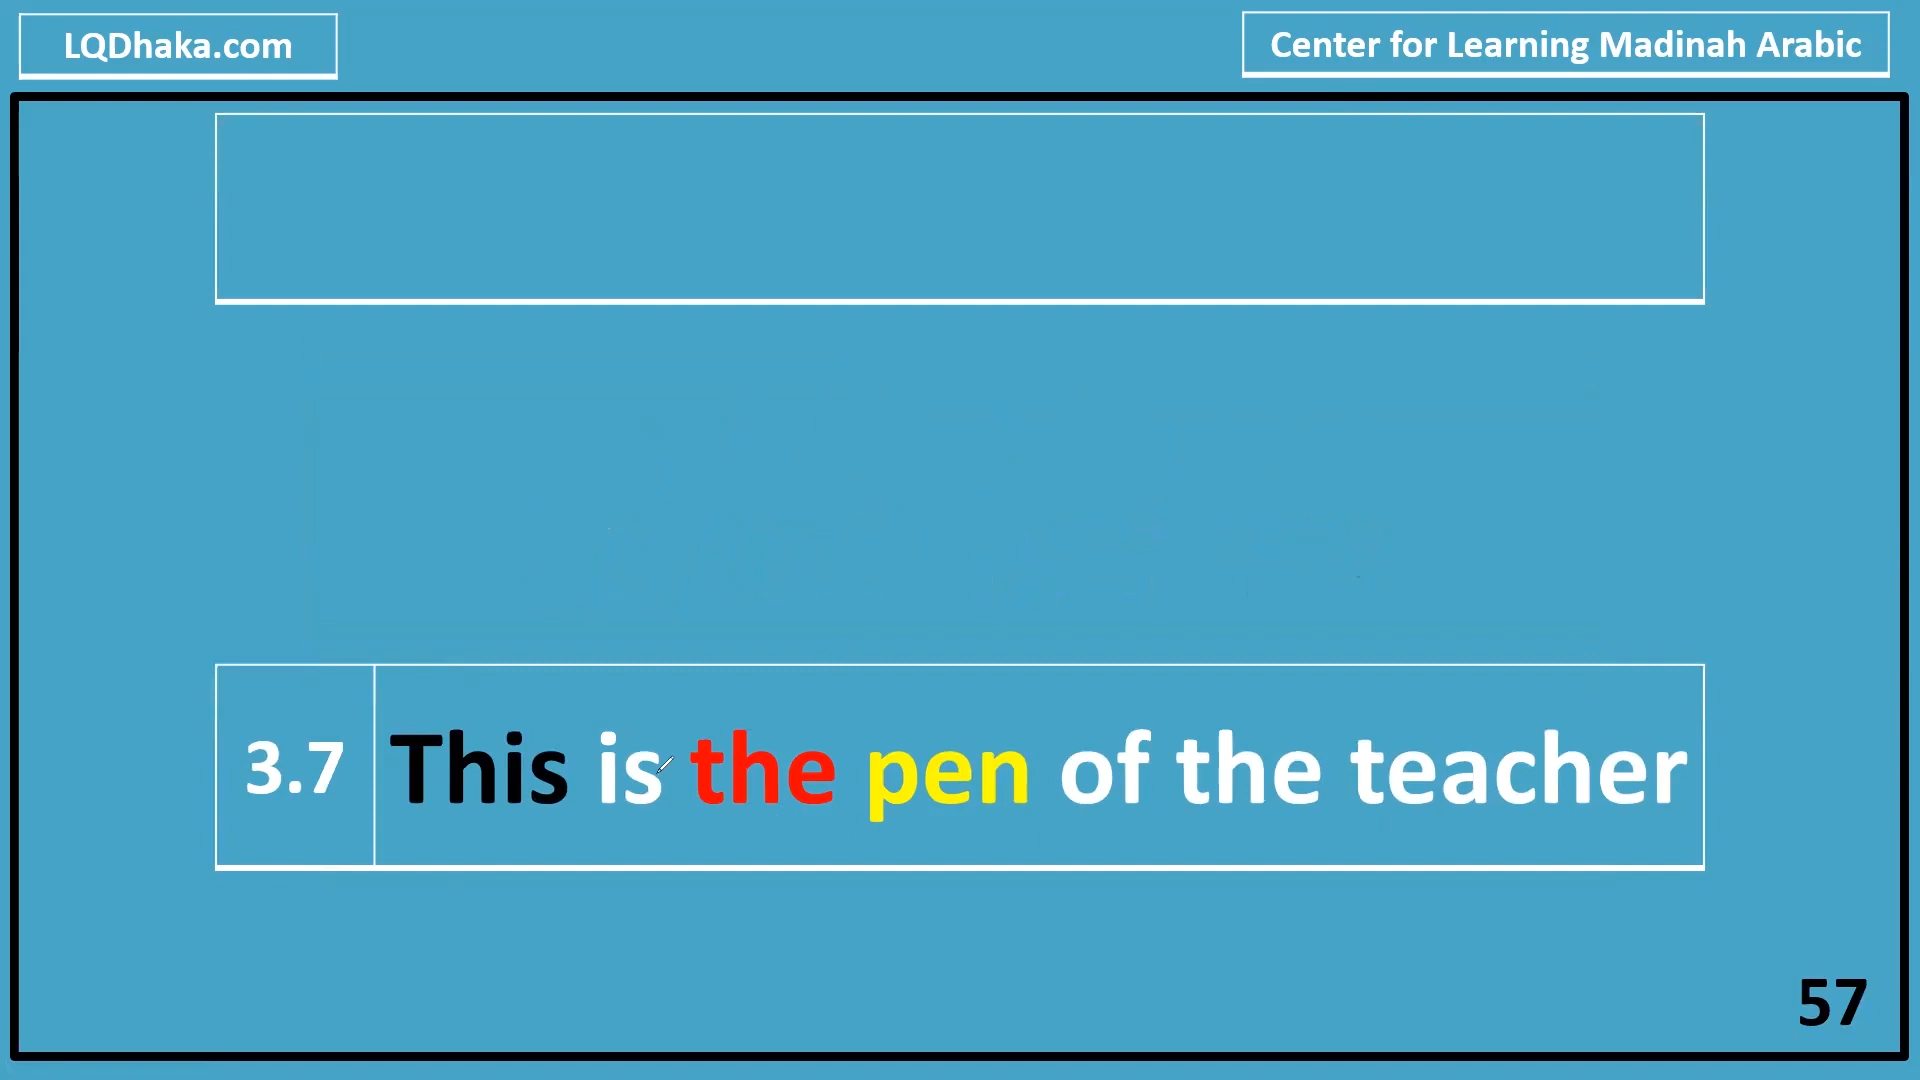 LQDhaka.com
Center for Learning Madinah Arabic
3.7
This is the pen of the teacher
57